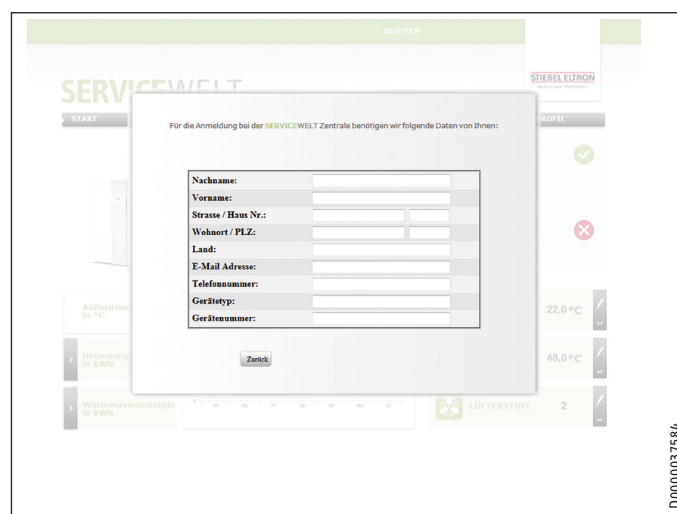 DEUTSCH
STIEBEL ELTRON
SERVICEWELT
START
PROFIL
Für die Anmeldung bei der SERVICEWELT Zentrale benötigen wir folgende Daten von Ihnen:
Nachname:
Vorname:
Strasse / Haus Nr.:
Wohnort / PLZ:
Land:
E-Mail Adresse:
Telefonnummer:
Gerätetyp:
Gerätenummer:
Zurück
Außentem
in °C
22,0 °C
Heizenerg
in kWh
48,0 °C
Warmwasserenergie
in kWh
LÜFTERSTUFE 2
D0000037584